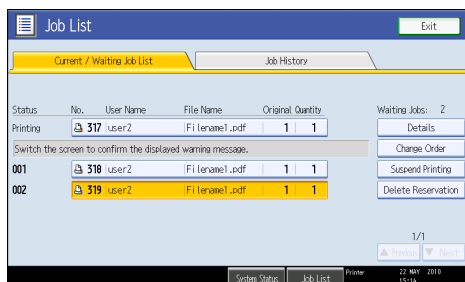 Job List
Exit
Current / Waiting Job List
Job History
Status No. User Name File Name Original Quantity Waiting Jobs: 2
Printing 317 user2 Filename1.pdf 1 1 Details
Switch the screen to confirm the displayed warning message. Change Order
001 318 user2 Filename1.pdf 1 1 Suspend Printing
002 319 user2 Filename1.pdf 1 1 Delete Reservation
1/1
▲ Previous ▼ Next
System Status Job List Printer 22 MAY 2010
15:14